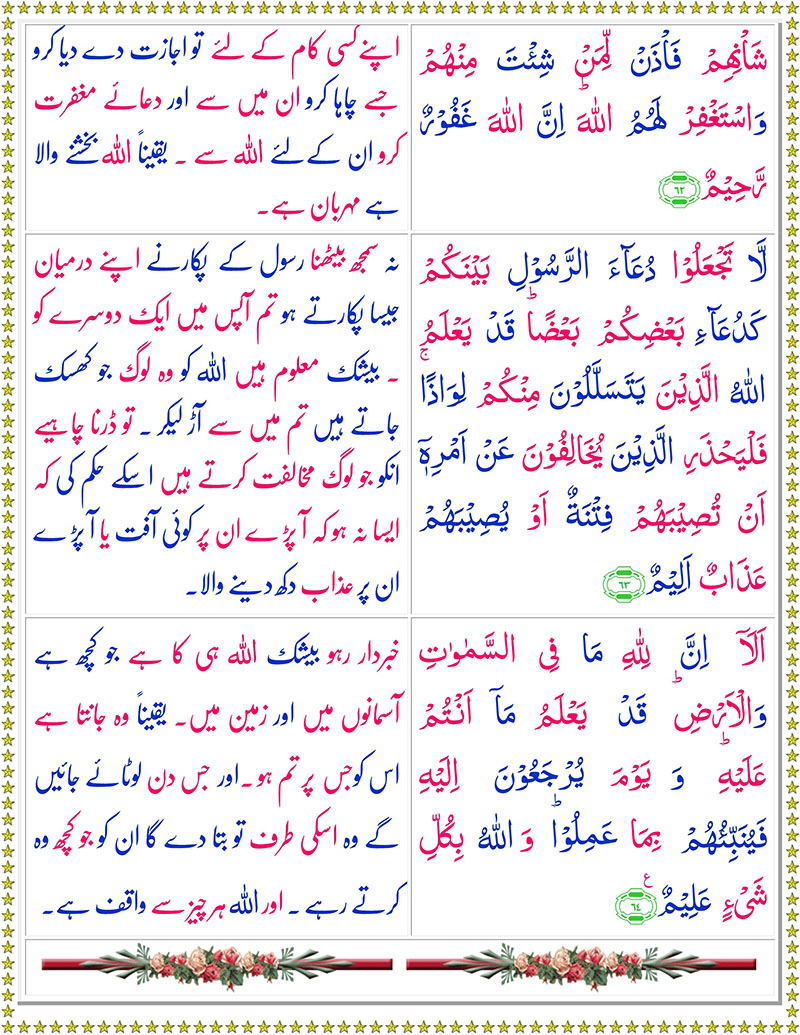 شَاْنِهِمْ فَاْذَنْ لِّمَنْ شِئْتَ مِنْهُمْ
وَاسْتَغْفِرْ لَهُمُ اللّٰهَ ؕ اِنَّ اللّٰهَ غَفُوْرٌ
رَّحِيْمٌ ﴿۶۲﴾
اپنے کسی کام کے لئے تو اجازت دے دیا کرو
جسے چاہا کرو ان میں سے اور دعائے مغفرت
کرو ان کے لئے اللہ سے ۔ یقیناً اللہ بخشنے والا
ہے مہربان ہے۔
لَّا تَجْعَلُوْا دُعَآءَ الرَّسُوْلِ بَيْنَكُمْ
كَدُعَآءِ بَعْضِكُمْ بَعْضًا ؕ قَدْ يَعْلَمُ
اللّٰهُ الَّذِيْنَ يَتَسَلَّلُوْنَ مِنْكُمْ لِوَاذًا ۚ
فَلْيَحْذَرِ الَّذِيْنَ يُخَالِفُوْنَ عَنْ اَمْرِهٖۤ
اَنْ تُصِيْبَهُمْ فِتْنَةٌ اَوْ يُصِيْبَهُمْ
عَذَابٌ اَلِيْمٌ ﴿۶۳﴾
نہ سمجھ بیٹھنا رسول کے پکارنے اپنے درمیان
جیسا پکارتے ہو تم آپس میں ایک دوسرے کو
۔ بیشک معلوم ہیں اللہ کو وہ لوگ جو کھسک
جاتے ہیں تم میں سے آڑ لیکر ۔ تو ڈرنا چاہیے
انکو جو لوگ مخالفت کرتے ہیں اسکے حکم کی کہ
ایسا نہ ہو کہ آ پڑے ان پر کوئی آفت یا آ پڑے
ان پر عذاب دکھ دینے والا۔
اَلَاۤ اِنَّ لِلّٰهِ مَا فِى السَّمٰوٰتِ
وَالْاَرْضِ ؕ قَدْ يَعْلَمُ مَاۤ اَنْتُمْ
عَلَيْهِ ؕ وَ يَوْمَ يُرْجَعُوْنَ اِلَيْهِ
فَيُنَبِّئُهُمْ بِمَا عَمِلُوْا ؕ وَ اللّٰهُ بِكُلِّ
شَىْءٍ عَلِيْمٌ ﴿۶۴﴾ ع
خبردار رہو بیشک اللہ ہی کا ہے جو کچھ ہے
آسمانوں میں اور زمین میں۔ یقیناً وہ جانتا ہے
اس کو جس پر تم ہو۔ اور جس دن لوٹائے جائیں
گے وہ اسکی طرف تو بتا دے گا ان کو جو کچھ وہ
کرتے رہے ۔ اور اللہ ہر چیز سے واقف ہے۔